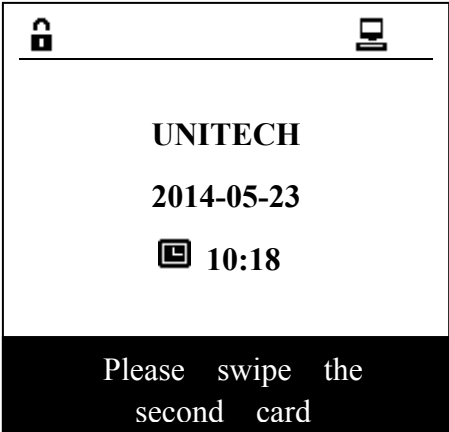 UNITECH
2014-05-23
10:18
Please swipe the
second card